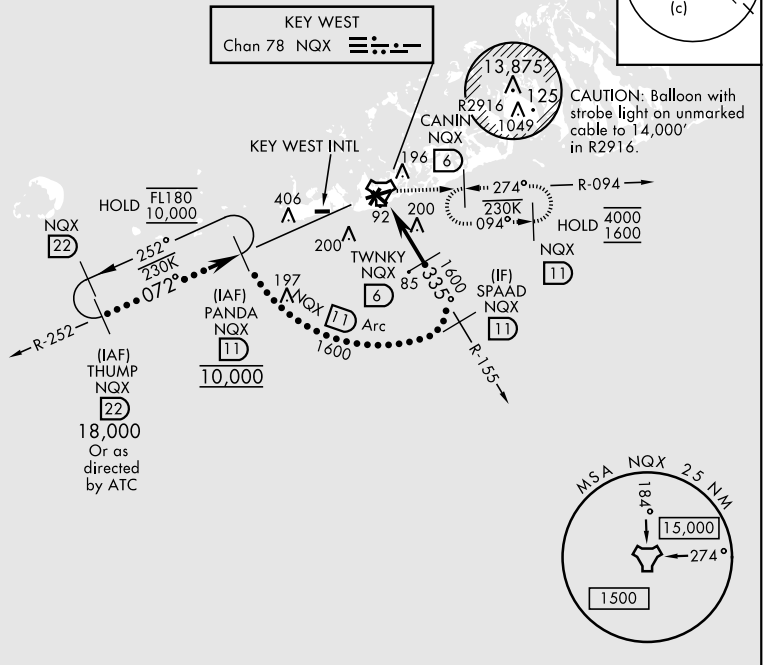 (c)
KEY WEST
Chan 78 NQX
13,875
125
R2916
1049
CAUTION: Balloon with
strobe light on unmarked
cable to 14,000'
in R2916.
CANIN
NQX
6
KEY WEST INTL
196
274°
R-094
230K
094°
HOLD
4000
1600
NQX
11
HOLD
FL180
10,000
406
92
200
200
NQX
22
252°
230K
072°
TWNKY
NQX
6
85
1600
335°
(IF)
SPAAD
NQX
11
197
NQX 11 Arc
1600
(IAF)
PANDA
NQX
11
10,000
R-252
R-155
(IAF)
THUMP
NQX
22
18,000
Or as
directed
by ATC
MSA NQX 25 NM
184°
15,000
274°
1500